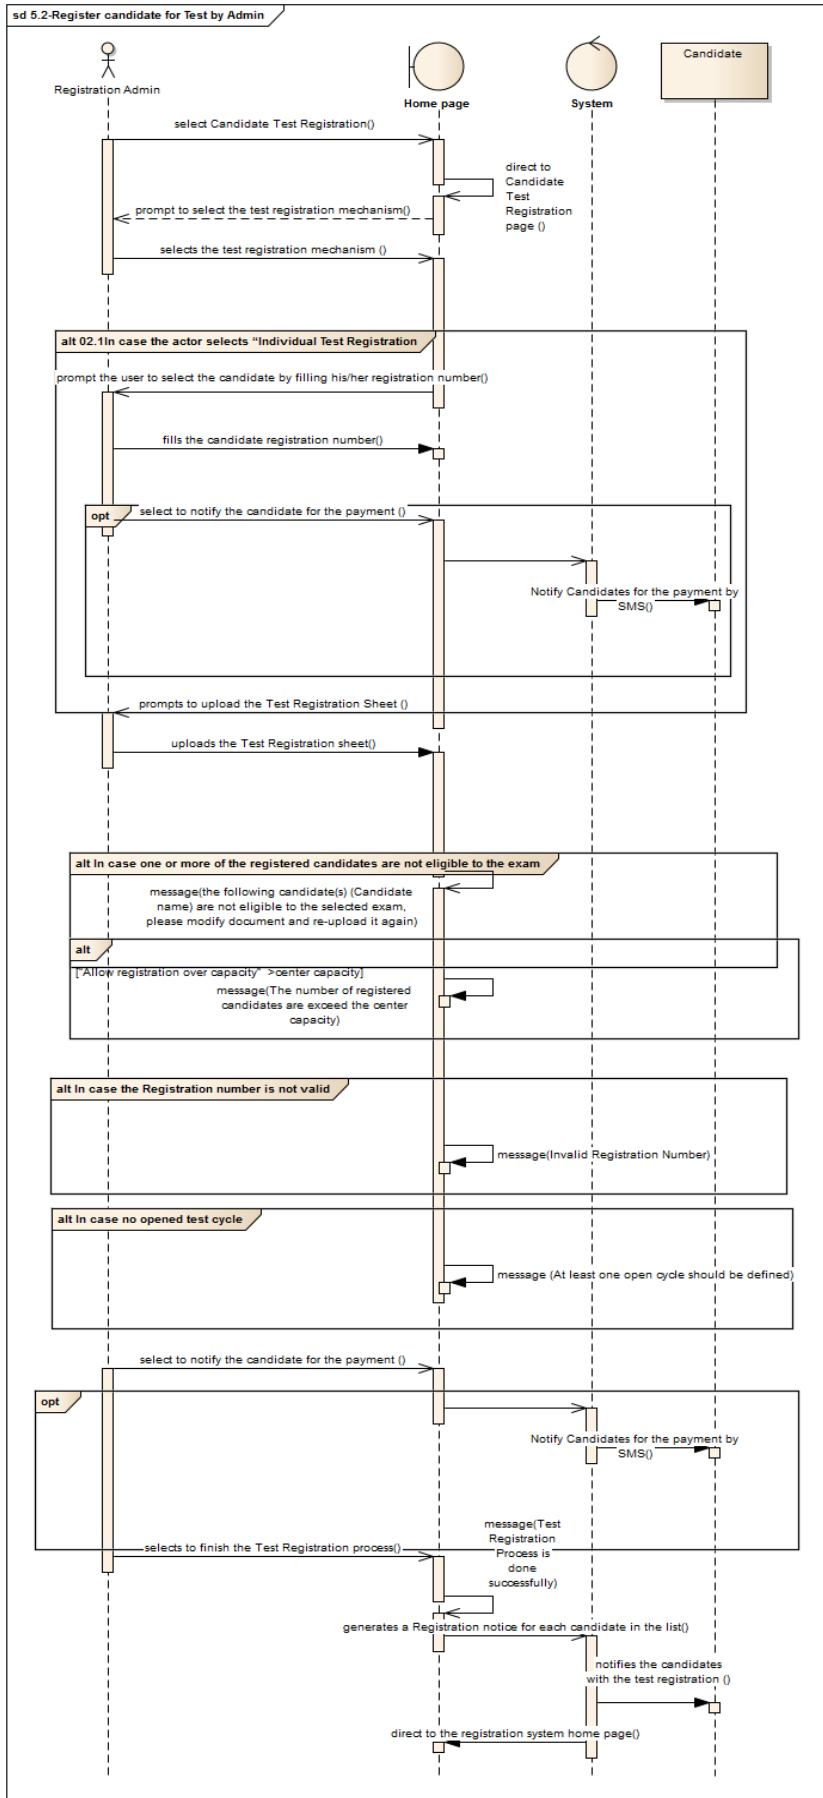 sd 5.2-Register candidate for Test by Admin
Registration Admin
Home page
System
Candidate
select Candidate Test Registration()
direct to
Candidate
Test
Registration
page ()
prompt to select the test registration mechanism()
selects the test registration mechanism ()
alt 02.1In case the actor selects “Individual Test Registration
prompt the user to select the candidate by filling his/her registration number()
fills the candidate registration number()
opt
select to notify the candidate for the payment ()
Notify Candidates for the payment by
SMS()
prompts to upload the Test Registration Sheet ()
uploads the Test Registration sheet()
alt In case one or more of the registered candidates are not eligible to the exam
message(the following candidate(s) (Candidate
name) are not eligible to the selected exam,
please modify document and re-upload it again)
alt
["Allow registration over capacity" >center capacity]
message(The number of registered
candidates are exceed the center
capacity)
alt In case the Registration number is not valid
message(Invalid Registration Number)
alt In case no opened test cycle
message (At least one open cycle should be defined)
select to notify the candidate for the payment ()
opt
Notify Candidates for the payment by
SMS()
message(Test
Registration
Process is
done
successfully)
selects to finish the Test Registration process()
generates a Registration notice for each candidate in the list()
notifies the candidates
with the test registration ()
direct to the registration system home page()